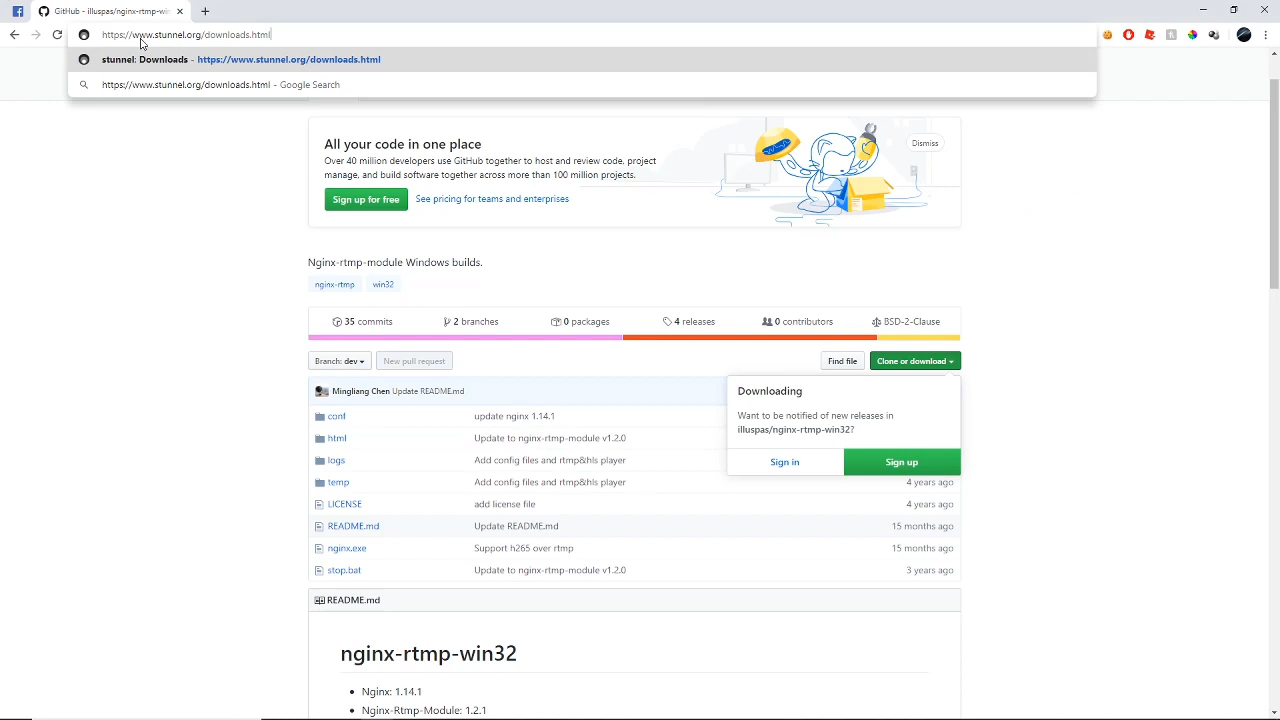 GitHub - illuspas/nginx-rtmp-win
https://www.stunnel.org/downloads.html
stunnel: Downloads - https://www.stunnel.org/downloads.html
https://www.stunnel.org/downloads.html - Google Search
All your code in one place
Dismiss
Over 40 million developers use GitHub together to host and review code, project
manage, and build software together across more than 100 million projects.
Sign up for free
See pricing for teams and enterprises
Nginx-rtmp-module Windows builds.
nginx-rtmp win32
35 commits 2 branches 0 packages 4 releases 0 contributors BSD-2-Clause
Branch: dev New pull request Find file Clone or download
Mingliang Chen Update README.md
Downloading
Want to be notified of new releases in
illuspas/nginx-rtmp-win32?
Sign in Sign up
conf update nginx 1.14.1
html Update to nginx-rtmp-module v1.2.0
logs Add config files and rtmp&hls player
temp Add config files and rtmp&hls player 4 years ago
LICENSE add license file 4 years ago
README.md Update README.md 15 months ago
nginx.exe Support h265 over rtmp 15 months ago
stop.bat Update to nginx-rtmp-module v1.2.0 3 years ago
README.md
nginx-rtmp-win32
• Nginx: 1.14.1
• Nginx-Rtmp-Module: 1.2.1